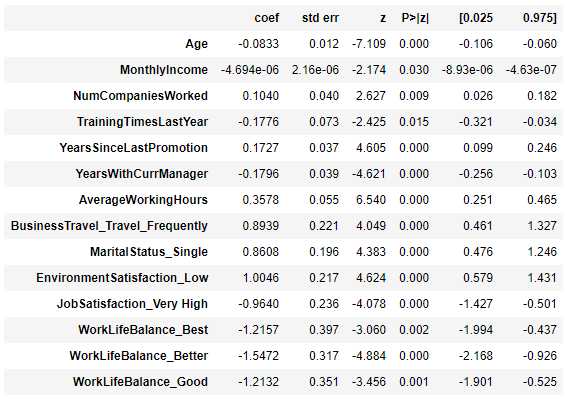 coef std err z P>|z| [0.025 0.975]
Age -0.0833 0.012 -7.109 0.000 -0.106 -0.060
MonthlyIncome -4.694e-06 2.16e-06 -2.174 0.030 -8.93e-06 -4.63e-07
NumCompaniesWorked 0.1040 0.040 2.627 0.009 0.026 0.182
TrainingTimesLastYear -0.1776 0.073 -2.425 0.015 -0.321 -0.034
YearsSinceLastPromotion 0.1727 0.037 4.605 0.000 0.099 0.246
YearsWithCurrManager -0.1796 0.039 -4.621 0.000 -0.256 -0.103
AverageWorkingHours 0.3578 0.055 6.540 0.000 0.251 0.465
BusinessTravel_Travel_Frequently 0.8939 0.221 4.049 0.000 0.461 1.327
MaritalStatus_Single 0.8608 0.196 4.383 0.000 0.476 1.246
EnvironmentSatisfaction_Low 1.0046 0.217 4.624 0.000 0.579 1.431
JobSatisfaction_Very High -0.9640 0.236 -4.078 0.000 -1.427 -0.501
WorkLifeBalance_Best -1.2157 0.397 -3.060 0.002 -1.994 -0.437
WorkLifeBalance_Better -1.5472 0.317 -4.884 0.000 -2.168 -0.926
WorkLifeBalance_Good -1.2132 0.351 -3.456 0.001 -1.901 -0.525